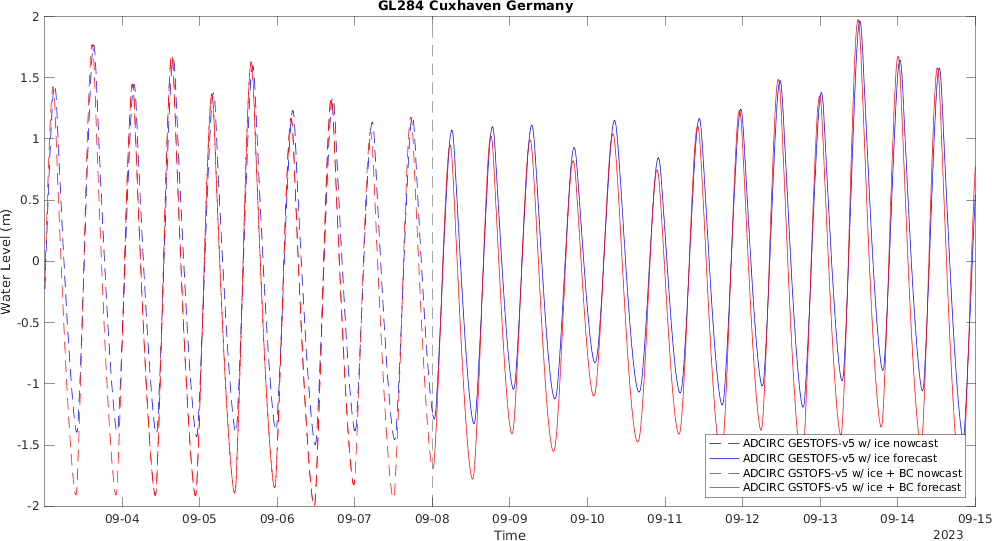 GL284 Cuxhaven Germany
2
1.5
1
0.5
0
-0.5
-1
-1.5
-2
Water Level (m)
ADCIRC GESTOFS-v5 w/ ice nowcast
ADCIRC GESTOFS-v5 w/ ice forecast
ADCIRC GSTOFS-v5 w/ ice + BC nowcast
ADCIRC GSTOFS-v5 w/ ice + BC forecast
09-04 09-05 09-06 09-07 09-08 09-09 09-10 09-11 09-12 09-13 09-14 09-15
Time
2023